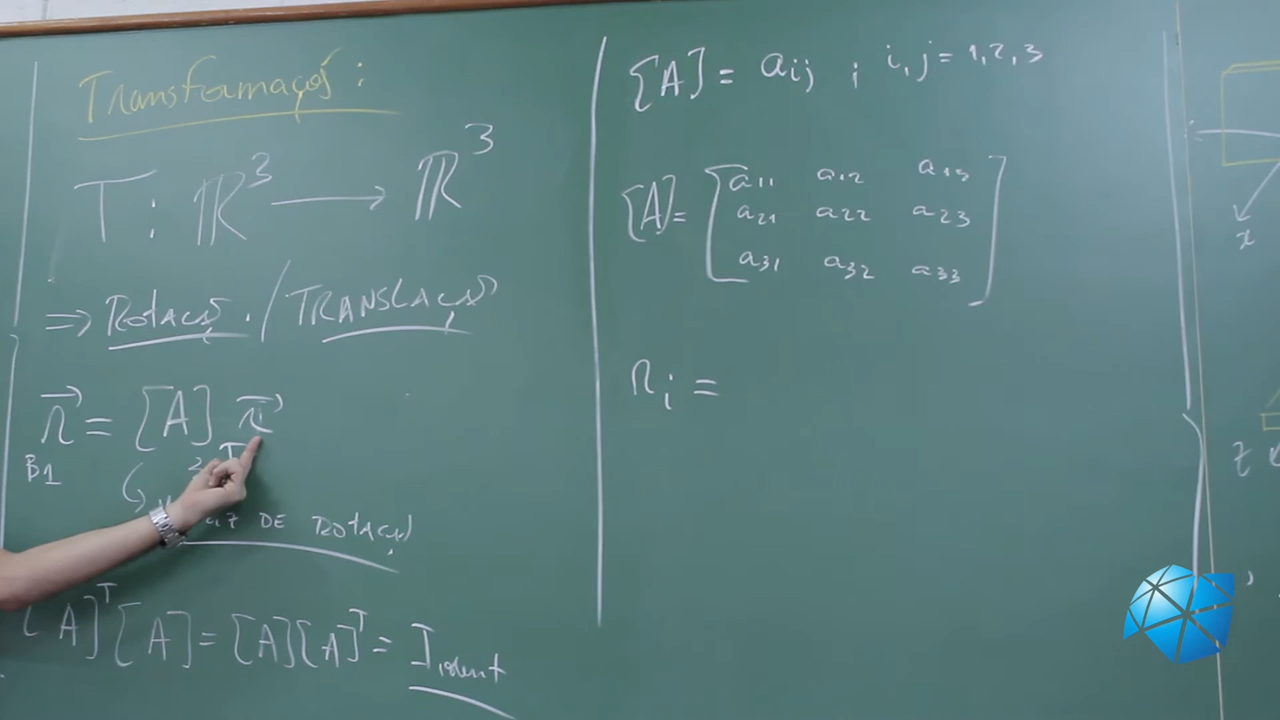 Transformações:
T : ℝ³ → ℝ³
⇒ Rotação. / TRANSLAÇÃO
r⃗ = [A] r⃗
B1
DE ROTAÇÃO
[A]ᵀ[A] = [A][A]ᵀ = I ident
[A] = aij ; i, j = 1, 2, 3
[A] = [ a11 a12 a13
a21 a22 a23
a31 a32 a33 ]
ri =
x
z